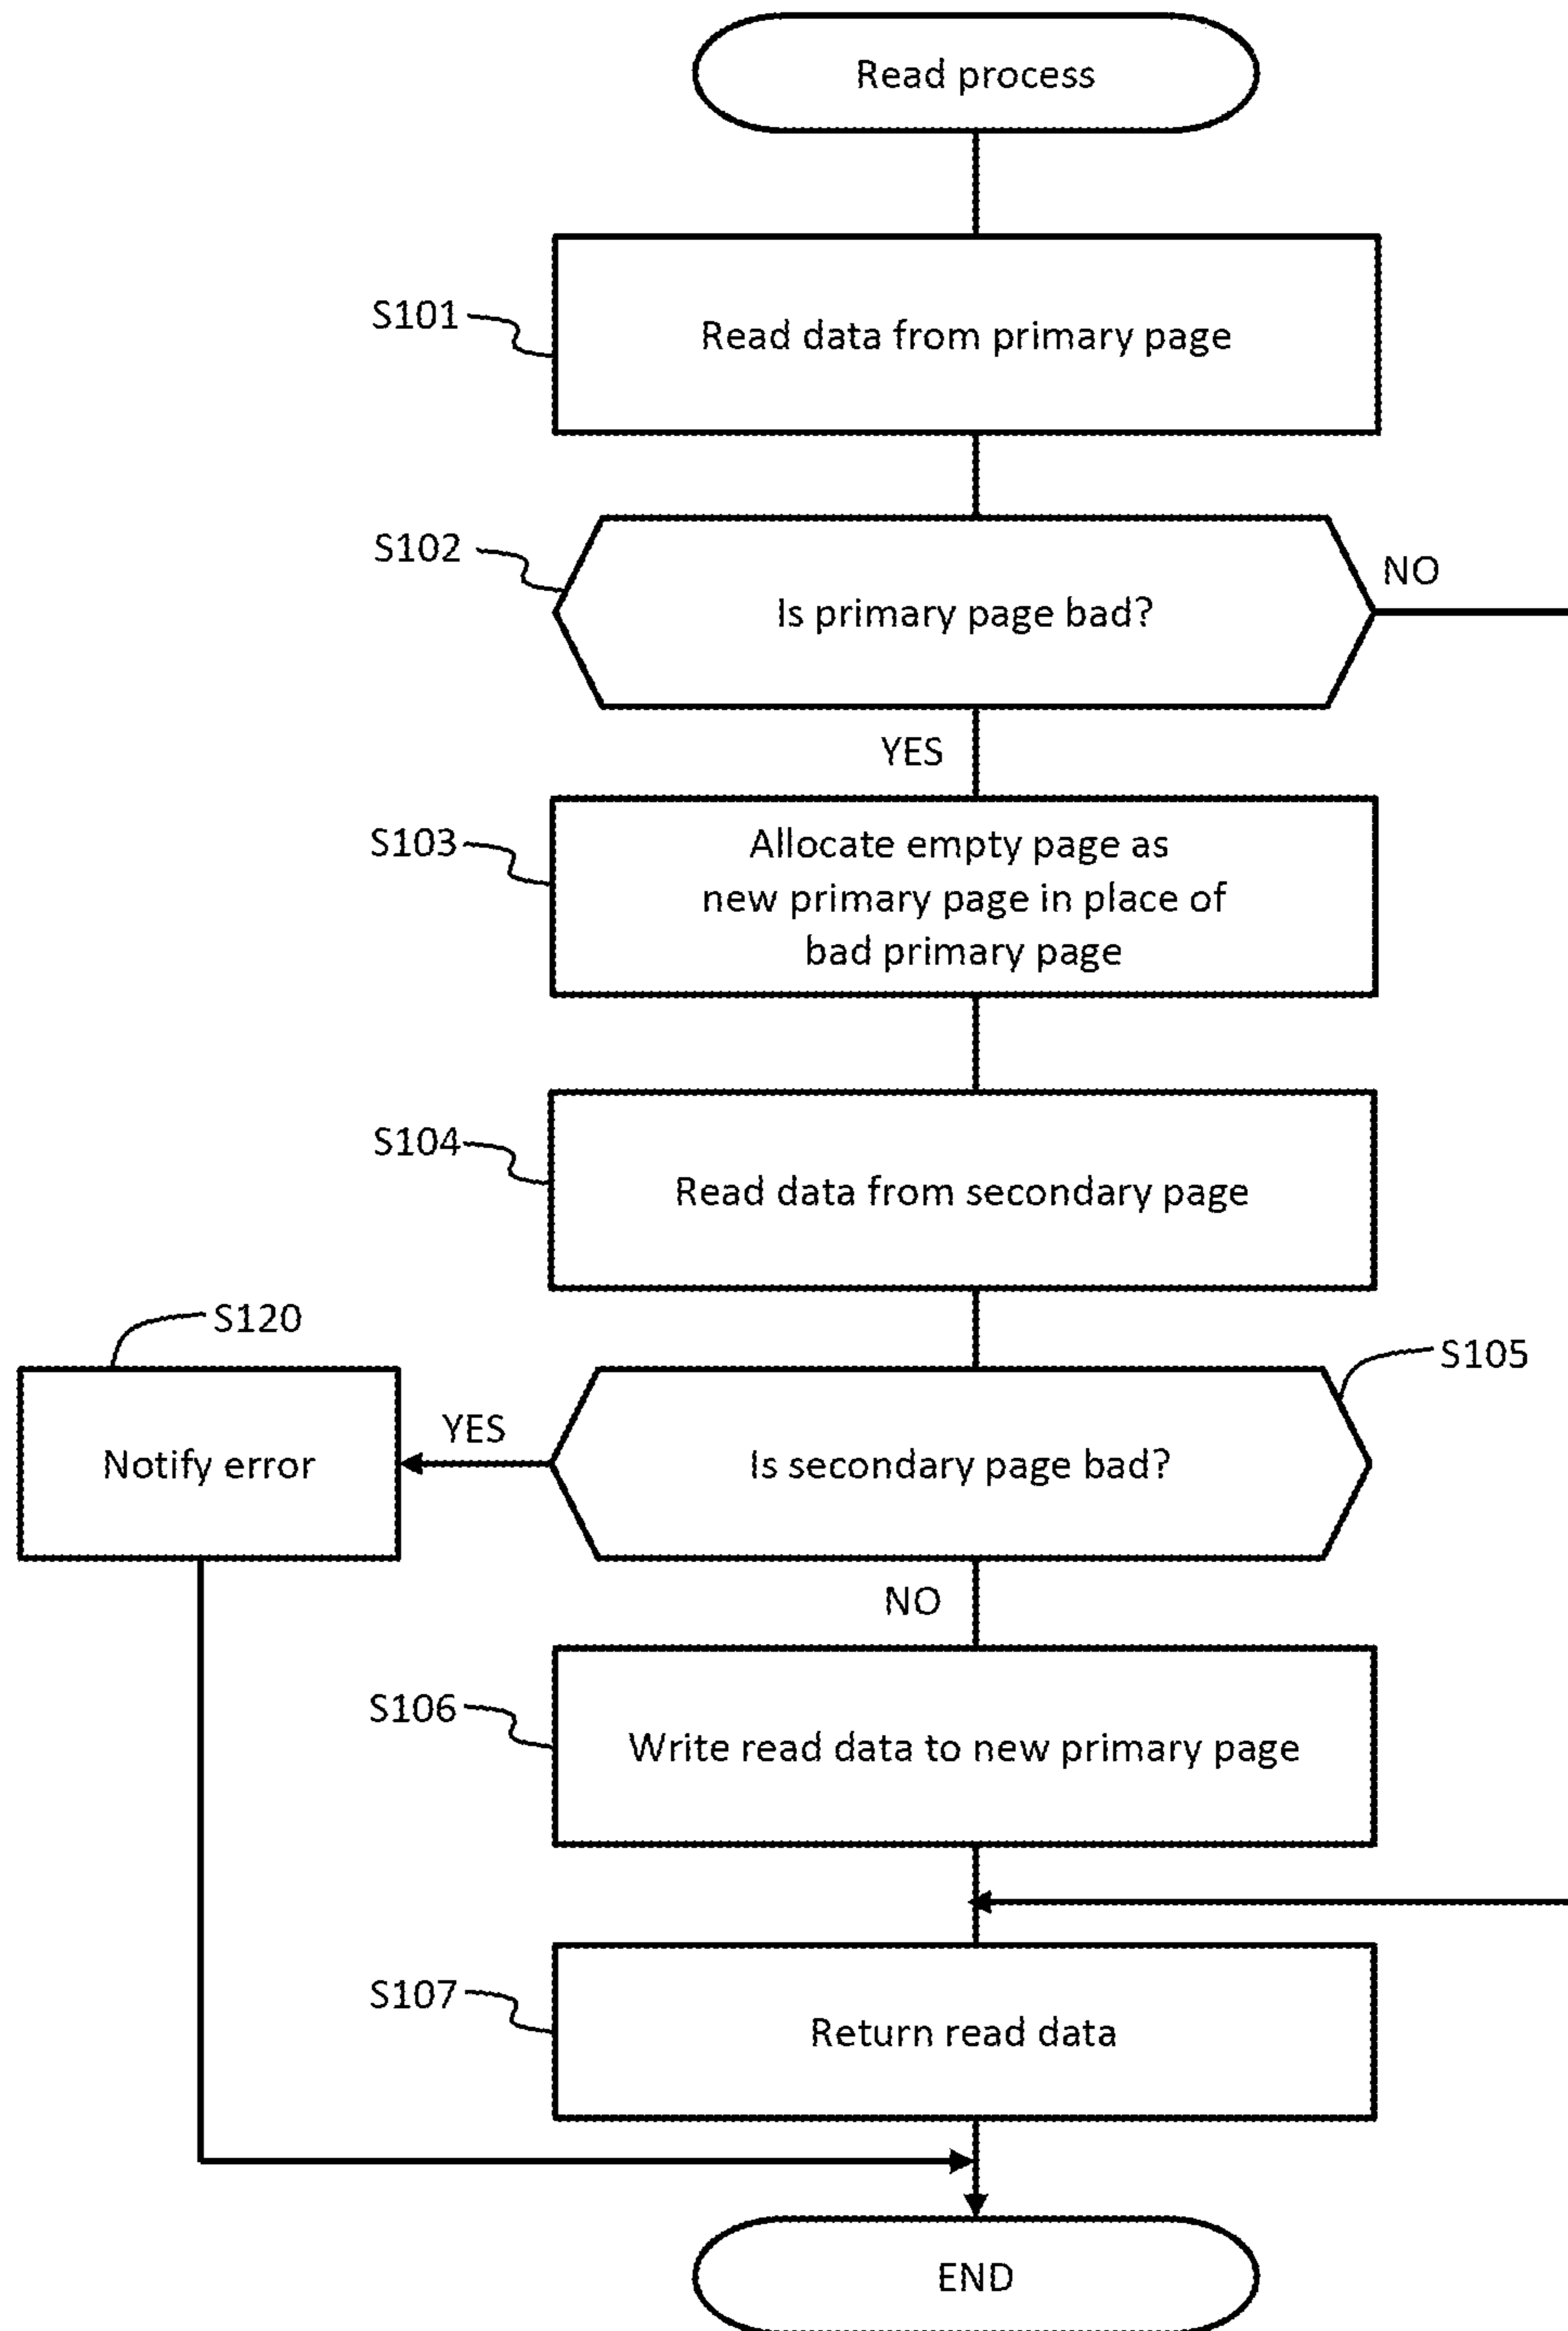 Read process
S101
Read data from primary page
S102
NO
Is primary page bad?
YES
S103
Allocate empty page as
new primary page in place of
bad primary page
S104
Read data from secondary page
S120
S105
Notify error
YES
Is secondary page bad?
NO
S106
Write read data to new primary page
S107
Return read data
END